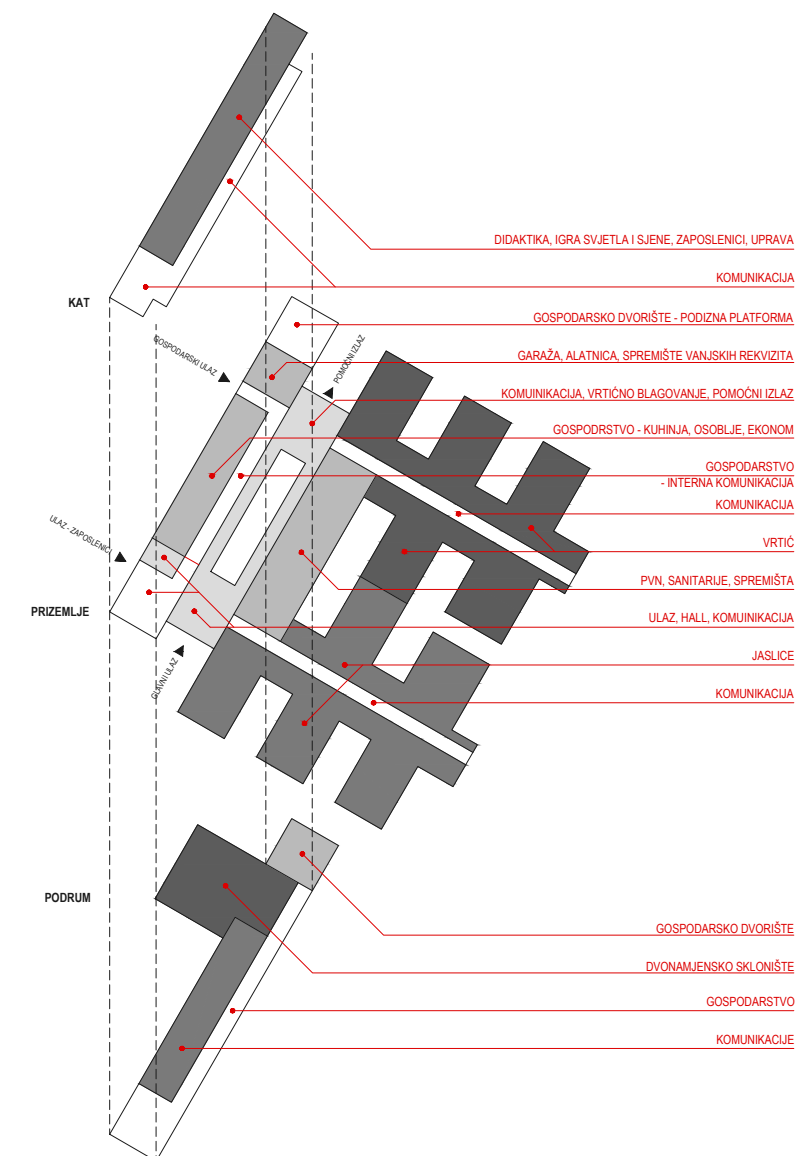 DIDAKTIKA, IGRA SVJETLA I SJENE, ZAPOSLENICI, UPRAVA
KOMUNIKACIJA
KAT
GOSPODARSKO DVORIŠTE - PODIZNA PLATFORMA
GOSPODARSKI ULAZ
POMOĆNI IZLAZ
GARAŽA, ALATNICA, SPREMIŠTE VANJSKIH REKVIZITA
KOMUINIKACIJA, VRTIĆNO BLAGOVANJE, POMOĆNI IZLAZ
GOSPODRSTVO - KUHINJA, OSOBLJE, EKONOM
GOSPODARSTVO
- INTERNA KOMUNIKACIJA
KOMUNIKACIJA
ULAZ - ZAPOSLENICI
VRTIĆ
PVN, SANITARIJE, SPREMIŠTA
PRIZEMLJE
ULAZ, HALL, KOMUINIKACIJA
JASLICE
GLAVNI ULAZ
KOMUNIKACIJA
PODRUM
GOSPODARSKO DVORIŠTE
DVONAMJENSKO SKLONIŠTE
GOSPODARSTVO
KOMUNIKACIJE